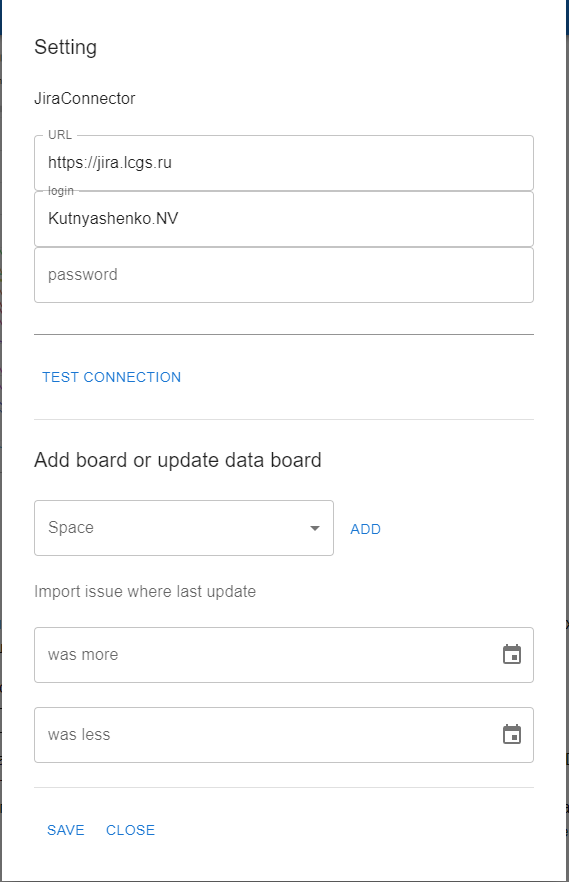 Setting
JiraConnector
URL
https://jira.lcgs.ru
login
Kutnyashenko.NV
password
TEST CONNECTION
Add board or update data board
Space
ADD
Import issue where last update
was more
was less
SAVE CLOSE